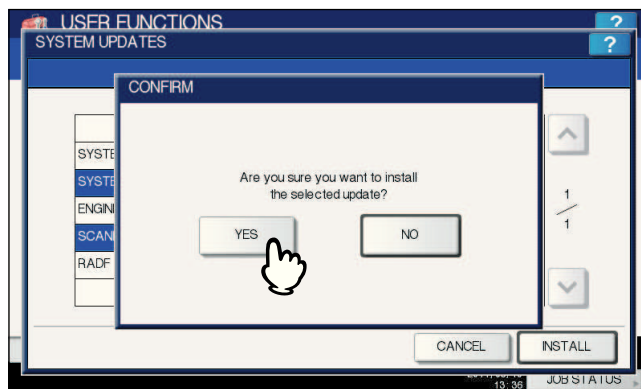 USER FUNCTIONS
?
SYSTEM UPDATES
?
CONFIRM
SYSTE
SYSTE
ENGIN
SCAN
RADF
Are you sure you want to install
the selected update?
YES
NO
1
1
CANCEL
INSTALL
13:36
JOB STATUS